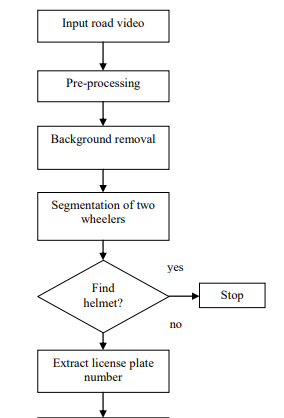 Input road video
Pre-processing
Background removal
Segmentation of two
wheelers
yes
Find
helmet?
Stop
no
Extract license plate
number